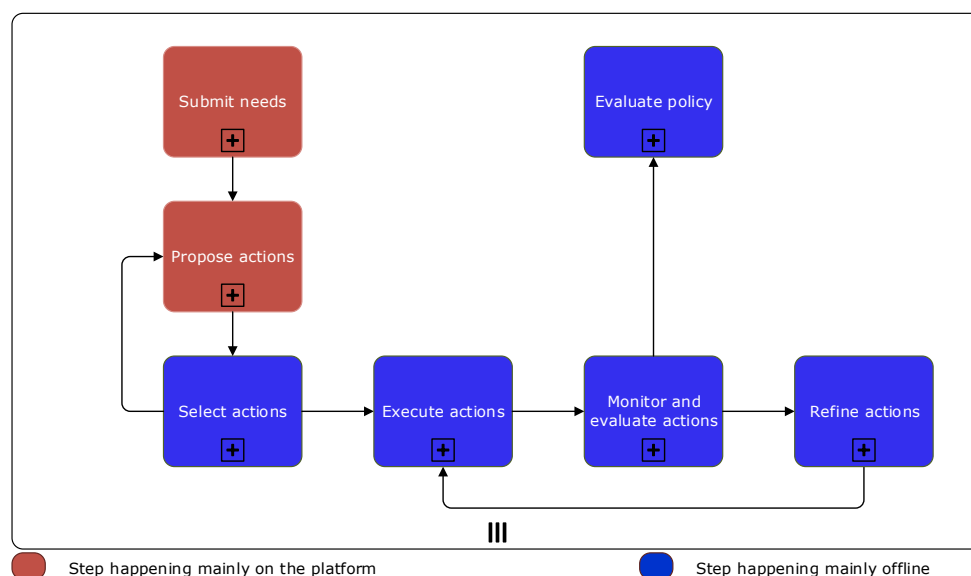 Submit needs
Evaluate policy
Propose actions
Select actions
Execute actions
Monitor and
evaluate actions
Refine actions
Step happening mainly on the platform
Step happening mainly offline